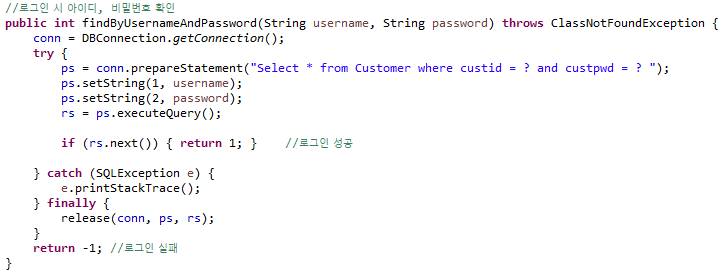 //로그인 시 아이디, 비밀번호 확인
public int findByUsernameAndPassword(String username, String password) throws ClassNotFoundException {
    conn = DBConnection.getConnection();
    try {
        ps = conn.prepareStatement("Select * from Customer where custid = ? and custpwd = ? ");
        ps.setString(1, username);
        ps.setString(2, password);
        rs = ps.executeQuery();

        if (rs.next()) { return 1; }    //로그인 성공

    } catch (SQLException e) {
        e.printStackTrace();
    } finally {
        release(conn, ps, rs);
    }
    return -1; //로그인 실패
}